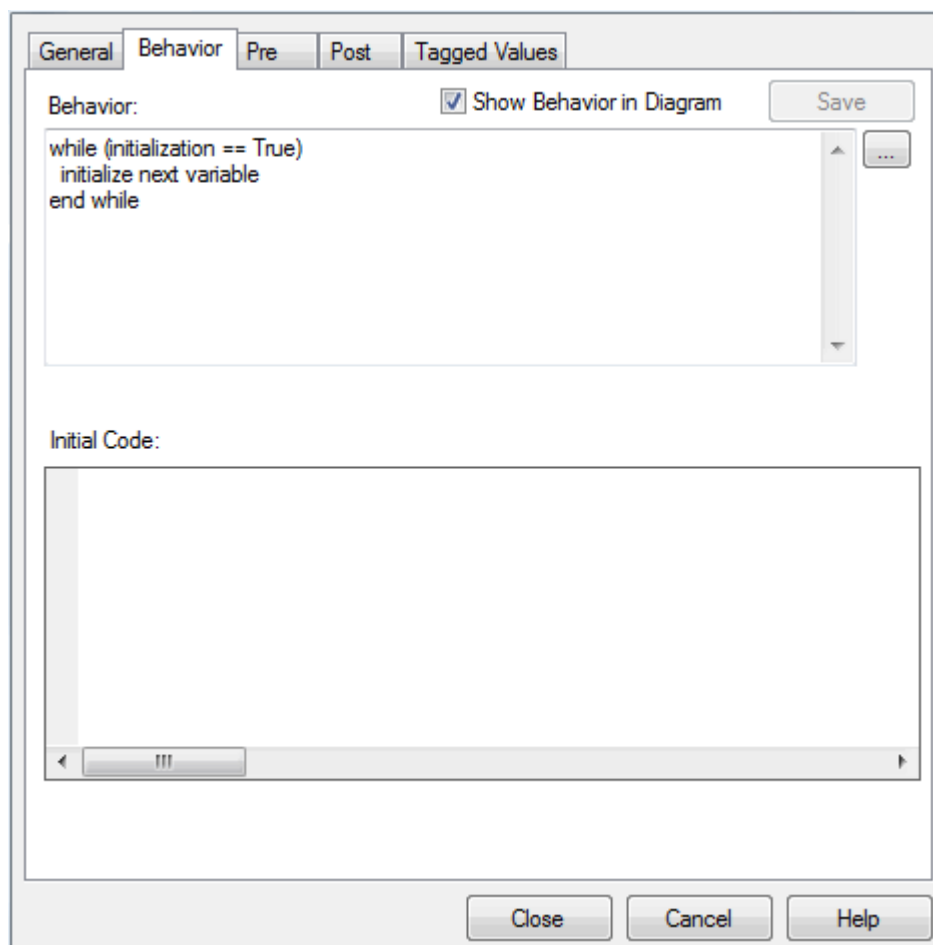 General Behavior Pre Post Tagged Values
Behavior: Show Behavior in Diagram Save
while (initialization == True)
  initialize next variable
end while
...
Initial Code:
Close Cancel Help